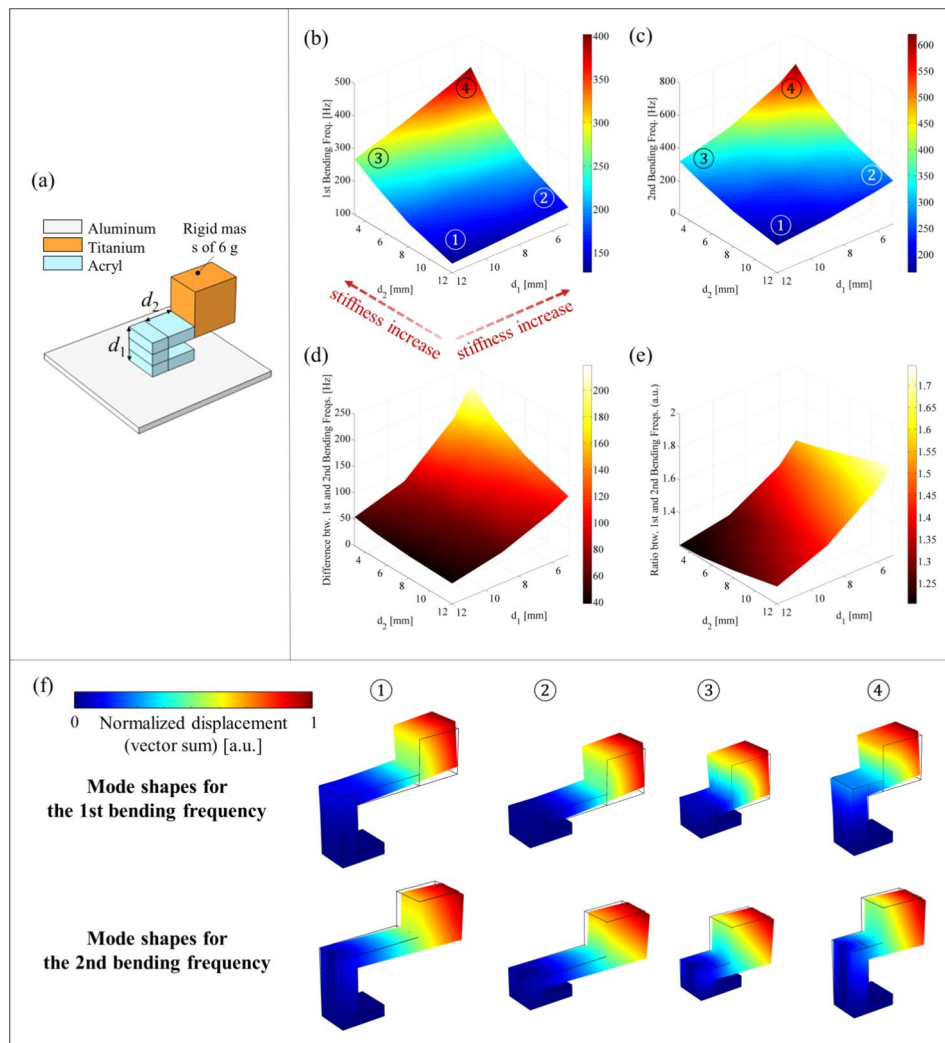 (a)
Aluminum
Titanium
Acryl
Rigid mas
s of 6 g
d2
d1
(b)
1st Bending Freq. [Hz]
500
400
300
200
100
4
6
8
10
12
d2 [mm]
12
10
8
6
d1 [mm]
①
②
③
④
400
350
300
250
200
150
stiffness increase
stiffness increase
(c)
2nd Bending Freq. [Hz]
800
600
400
200
0
4
6
8
10
12
d2 [mm]
12
10
8
6
d1 [mm]
①
②
③
④
600
500
400
300
200
(d)
Difference btw. 1st and 2nd Bending Freqs. [Hz]
250
200
150
100
50
0
4
6
8
10
12
d2 [mm]
12
10
8
6
d1 [mm]
200
180
160
140
120
100
80
60
40
(e)
Ratio btw. 1st and 2nd Bending Freqs. (a.u.)
2
1.8
1.6
1.4
4
6
8
10
12
d2 [mm]
12
10
8
6
d1 [mm]
1.7
1.65
1.6
1.55
1.5
1.45
1.4
1.35
1.3
1.25
(f)
0 Normalized displacement 1
(vector sum) [a.u.]
① ② ③ ④
Mode shapes for
the 1st bending frequency
Mode shapes for
the 2nd bending frequency